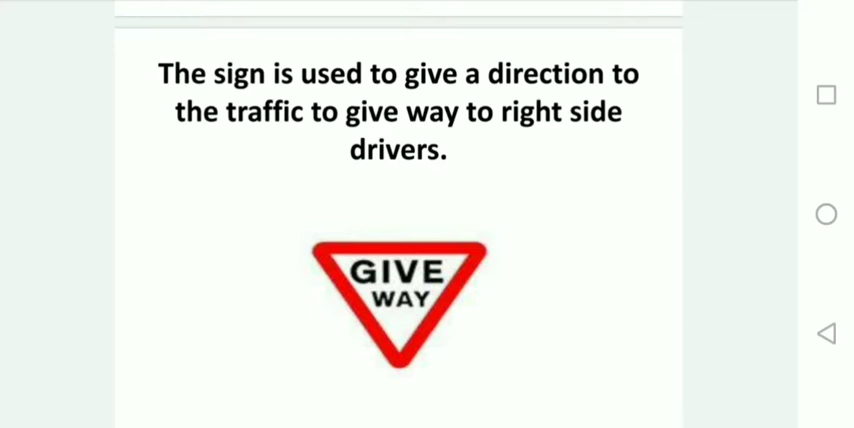 The sign is used to give a direction to
the traffic to give way to right side
drivers.
GIVE
WAY